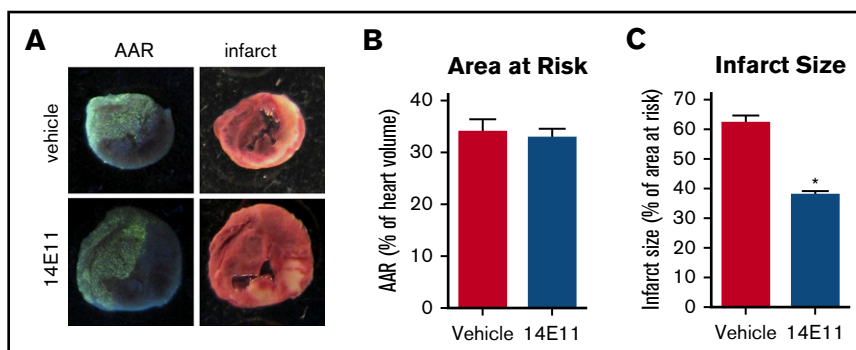 A
AAR
infarct
vehicle
14E11
B
Area at Risk
AAR (% of heart volume)
40
30
20
10
0
Vehicle 14E11
C
Infarct Size
Infarct size (% of area at risk)
70
60
50
40
30
20
10
0
*
Vehicle 14E11